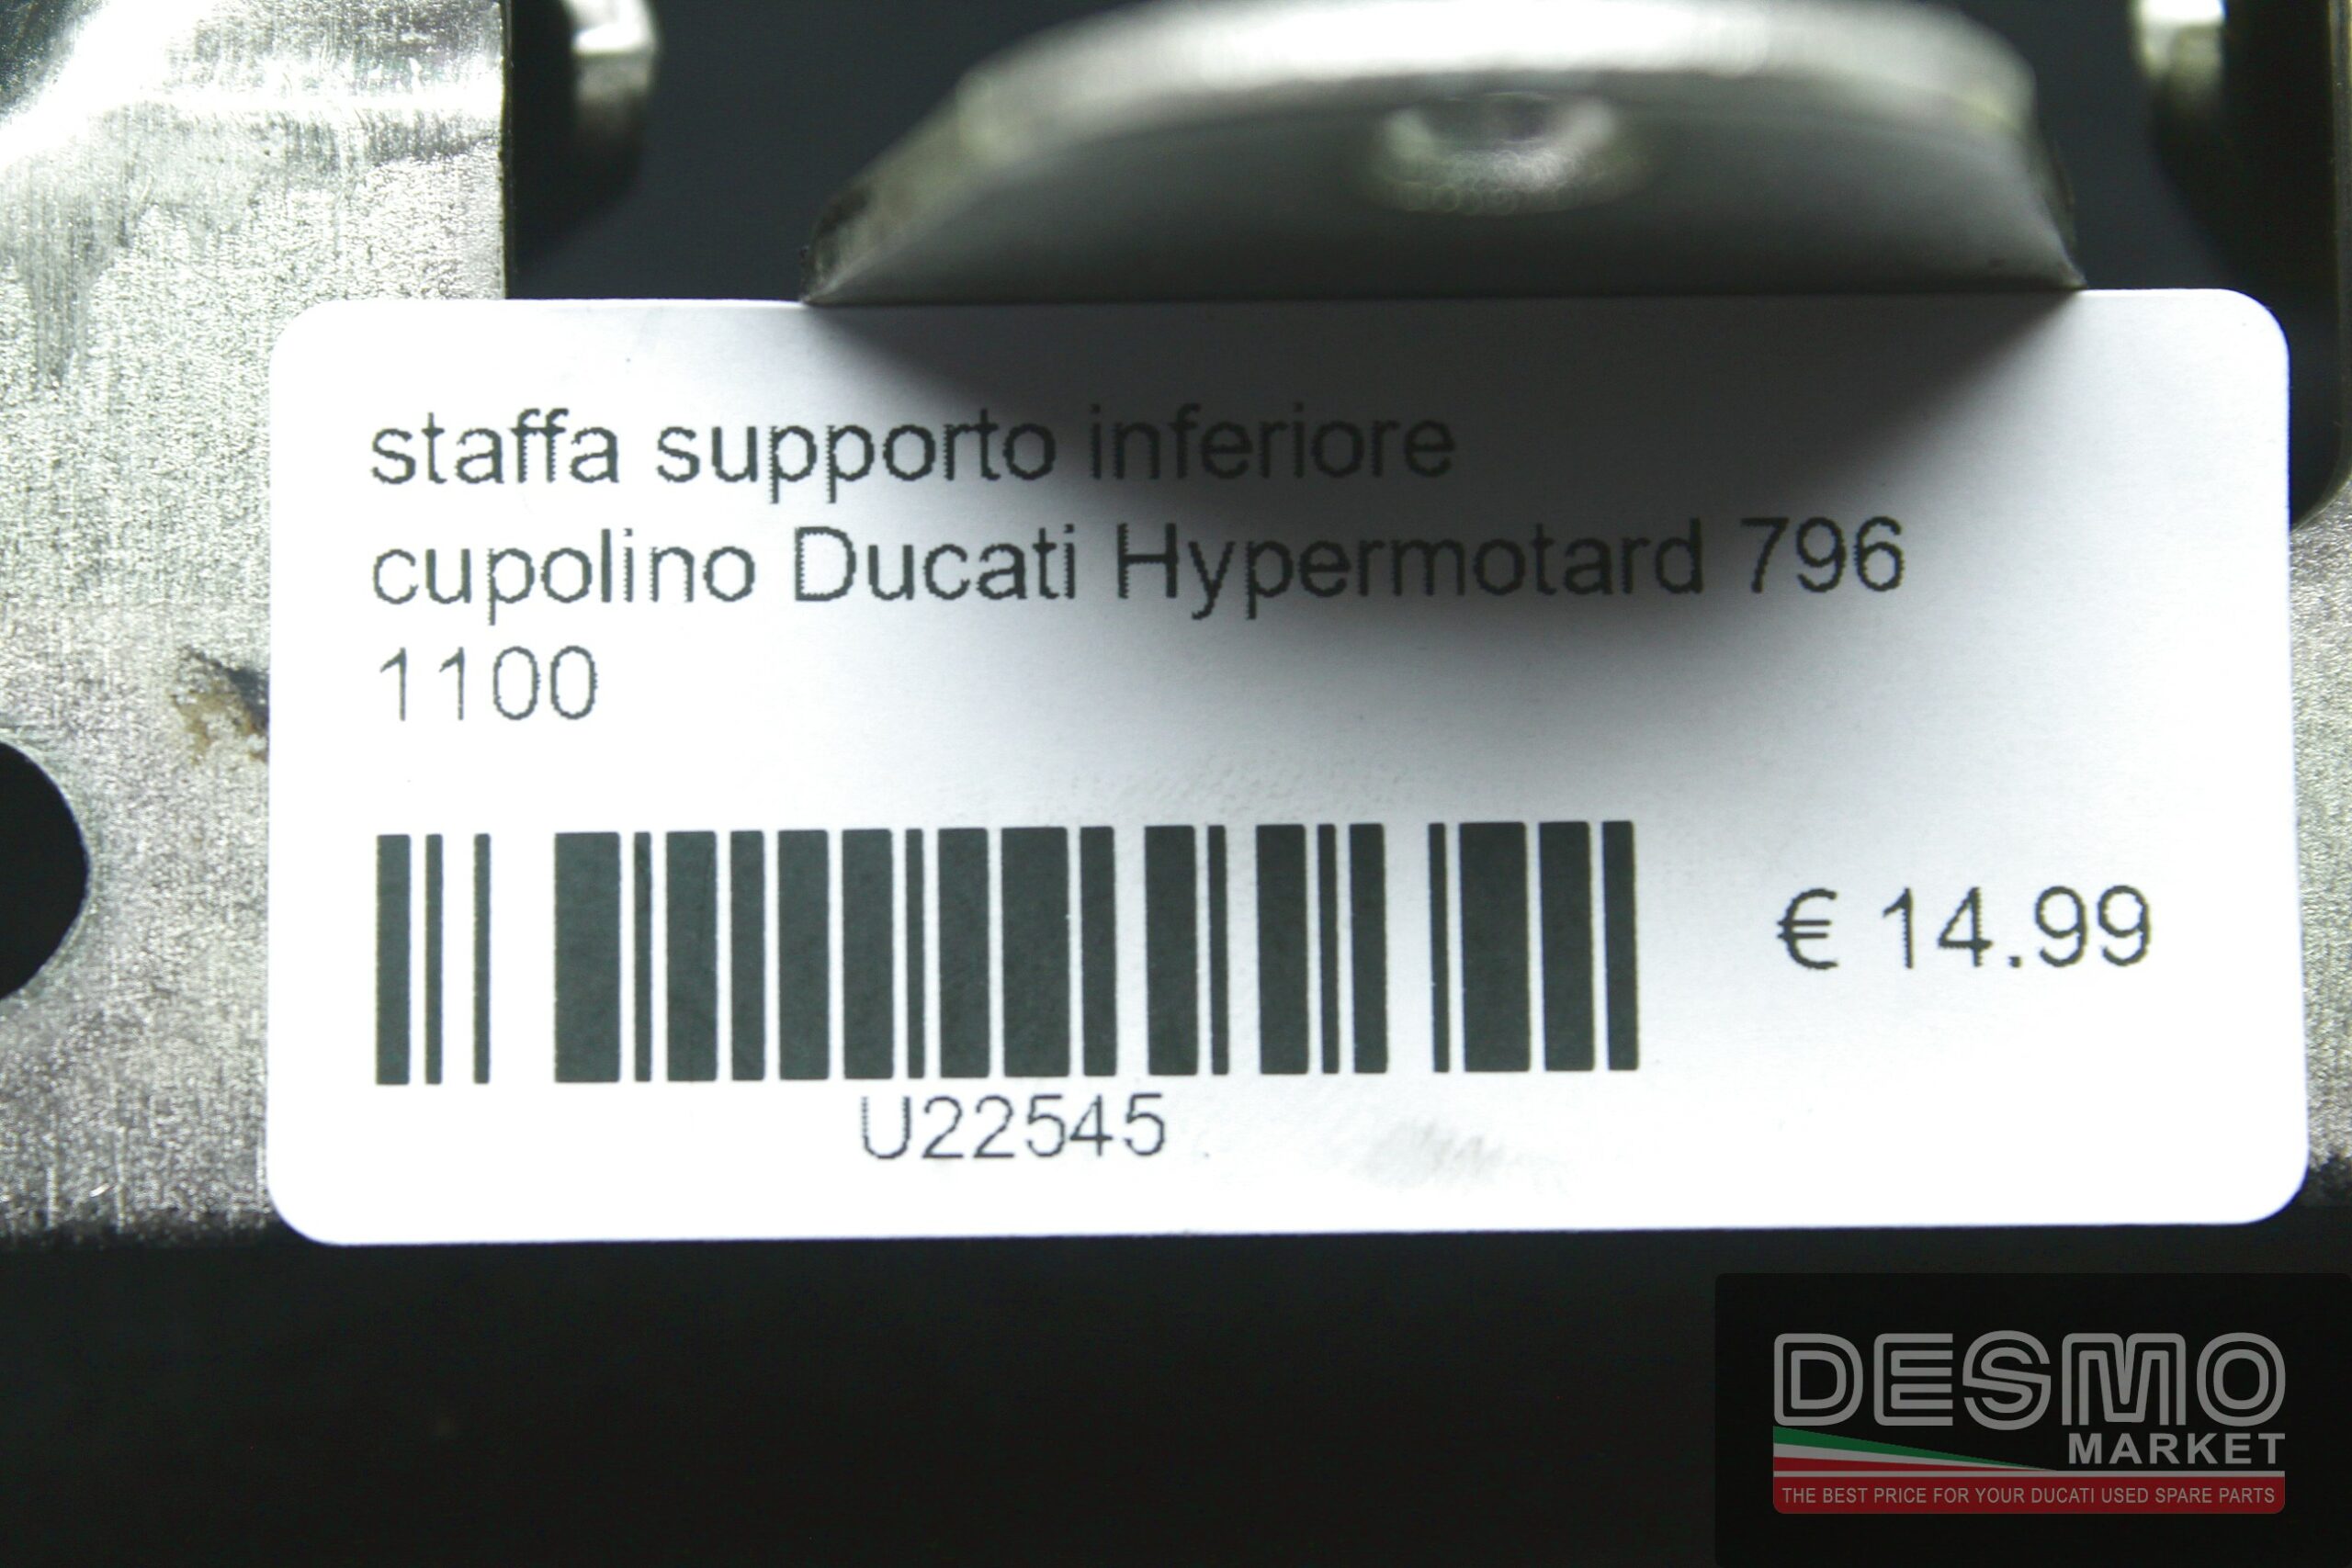 staffa supporto inferiore
cupolino Ducati Hypermotard 796
1100
€ 14.99
U22545
DESMO
MARKET
THE BEST PRICE FOR YOUR DUCATI USED SPARE PARTS